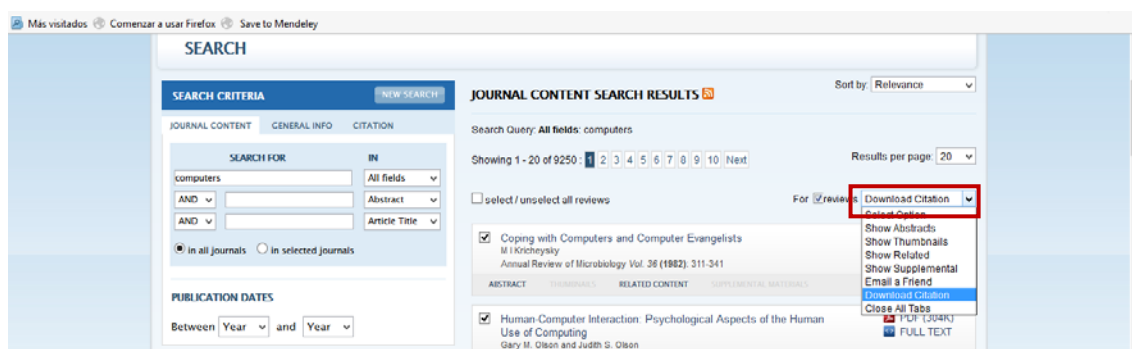 Más visitados Comenzar a usar Firefox Save to Mendeley
SEARCH
SEARCH CRITERIA NEW SEARCH
JOURNAL CONTENT GENERAL INFO CITATION
SEARCH FOR IN
computers All fields
AND Abstract
AND Article Title
in all journals in selected journals
PUBLICATION DATES
Between Year and Year
JOURNAL CONTENT SEARCH RESULTS
Sort by: Relevance
Search Query: All fields: computers
Showing 1 - 20 of 9250 : 1 2 3 4 5 6 7 8 9 10 Next
Results per page: 20
select / unselect all reviews
For reviews Download Citation
Select Option
Show Abstracts
Show Thumbnails
Show Related
Show Supplemental
Email a Friend
Download Citation
Close All Tabs
Coping with Computers and Computer Evangelists
M I Krichevsky
Annual Review of Microbiology Vol. 36 (1982): 311-341
ABSTRACT THUMBNAILS RELATED CONTENT SUPPLEMENTAL MATERIALS
Human-Computer Interaction: Psychological Aspects of the Human
Use of Computing
Gary M. Olson and Judith S. Olson
PDF (304K)
FULL TEXT